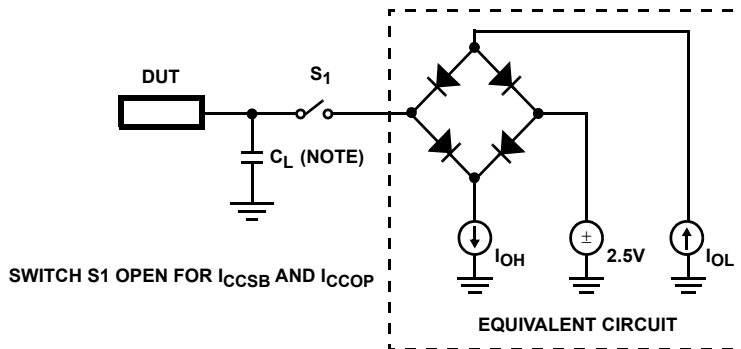 DUT
S1
CL (NOTE)
IOH
±
2.5V
IOL
SWITCH S1 OPEN FOR ICCSB AND ICCOP
EQUIVALENT CIRCUIT